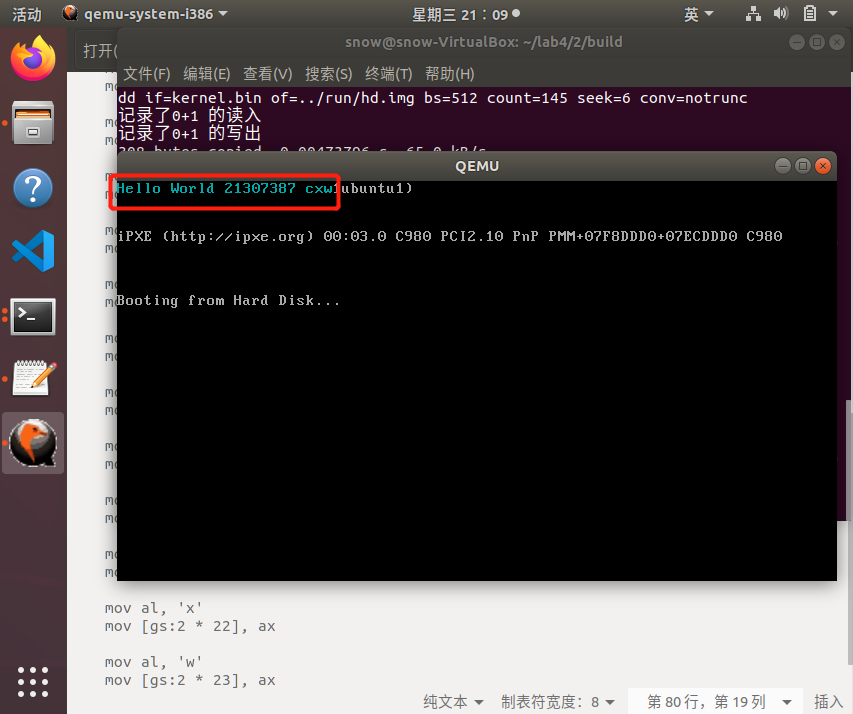 活动 qemu-system-i386 星期三 21：09 英
打开(
snow@snow-VirtualBox: ~/lab4/2/build
文件(F) 编辑(E) 查看(V) 搜索(S) 终端(T) 帮助(H)
dd if=kernel.bin of=../run/hd.img bs=512 count=145 seek=6 conv=notrunc
记录了0+1 的读入
记录了0+1 的写出
QEMU
Hello World 21307387 cxw1ubuntu1)
iPXE (http://ipxe.org) 00:03.0 C980 PCI2.10 PnP PMM+07F8DDD0+07ECDDD0 C980
Booting from Hard Disk...
mov al, 'x'
mov [gs:2 * 22], ax
mov al, 'w'
mov [gs:2 * 23], ax
纯文本 制表符宽度：8 第 80 行，第 19 列 插入